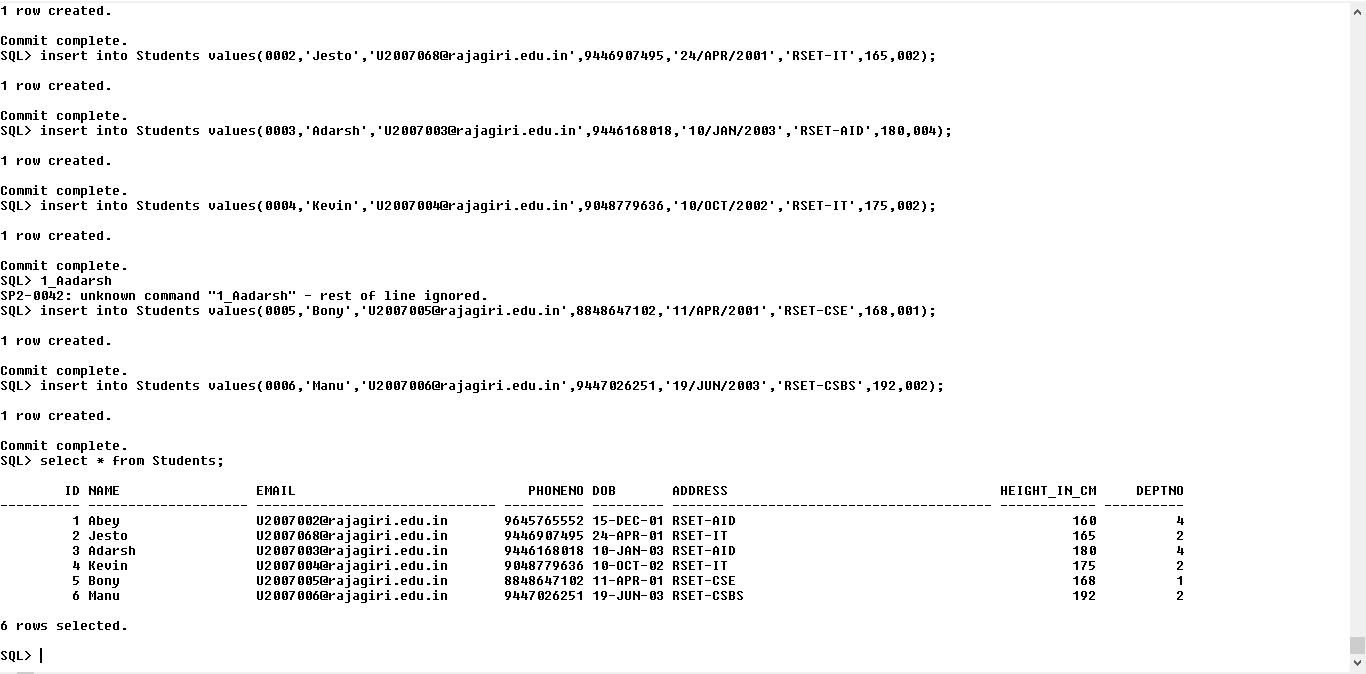 1 row created.
Commit complete.
SQL> insert into Students values(0002,'Jesto','U2007068@rajagiri.edu.in',9446907495,'24/APR/2001','RSET-IT',165,002);
1 row created.
Commit complete.
SQL> insert into Students values(0003,'Adarsh','U2007003@rajagiri.edu.in',9446168018,'10/JAN/2003','RSET-AID',180,004);
1 row created.
Commit complete.
SQL> insert into Students values(0004,'Kevin','U2007004@rajagiri.edu.in',9048779636,'10/OCT/2002','RSET-IT',175,002);
1 row created.
Commit complete.
SQL> 1_Aadarsh
SP2-0042: unknown command "1_Aadarsh" - rest of line ignored.
SQL> insert into Students values(0005,'Bony','U2007005@rajagiri.edu.in',8848647102,'11/APR/2001','RSET-CSE',168,001);
1 row created.
Commit complete.
SQL> insert into Students values(0006,'Manu','U2007006@rajagiri.edu.in',9447026251,'19/JUN/2003','RSET-CSBS',192,002);
1 row created.
Commit complete.
SQL> select * from Students;
ID NAME EMAIL PHONENO DOB ADDRESS HEIGHT_IN_CM DEPTNO
---------- -------------------- ------------------------------ ---------- --------- ---------------------------------------- ------------ ----------
1 Abey U2007002@rajagiri.edu.in 9645765552 15-DEC-01 RSET-AID 160 4
2 Jesto U2007068@rajagiri.edu.in 9446907495 24-APR-01 RSET-IT 165 2
3 Adarsh U2007003@rajagiri.edu.in 9446168018 10-JAN-03 RSET-AID 180 4
4 Kevin U2007004@rajagiri.edu.in 9048779636 10-OCT-02 RSET-IT 175 2
5 Bony U2007005@rajagiri.edu.in 8848647102 11-APR-01 RSET-CSE 168 1
6 Manu U2007006@rajagiri.edu.in 9447026251 19-JUN-03 RSET-CSBS 192 2
6 rows selected.
SQL>